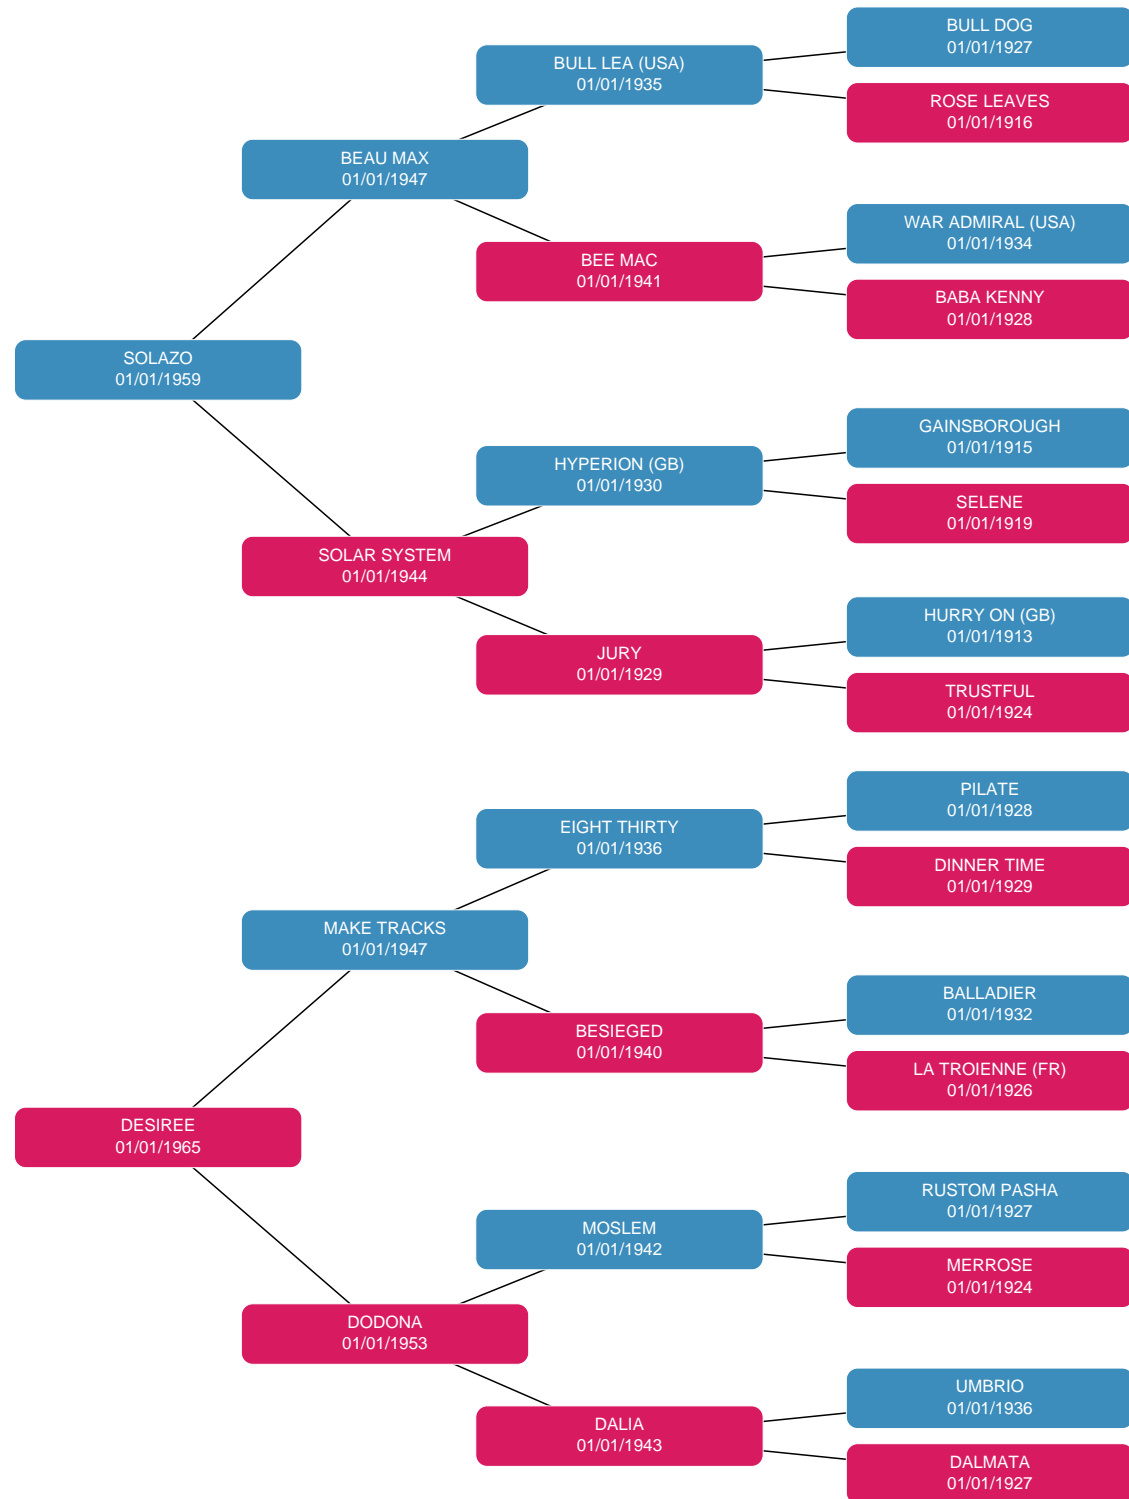 BULL DOG
01/01/1927
BULL LEA (USA)
01/01/1935
ROSE LEAVES
01/01/1916
BEAU MAX
01/01/1947
WAR ADMIRAL (USA)
01/01/1934
BEE MAC
01/01/1941
BABA KENNY
01/01/1928
SOLAZO
01/01/1959
GAINSBOROUGH
01/01/1915
HYPERION (GB)
01/01/1930
SELENE
01/01/1919
SOLAR SYSTEM
01/01/1944
HURRY ON (GB)
01/01/1913
JURY
01/01/1929
TRUSTFUL
01/01/1924
PILATE
01/01/1928
EIGHT THIRTY
01/01/1936
DINNER TIME
01/01/1929
MAKE TRACKS
01/01/1947
BALLADIER
01/01/1932
BESIEGED
01/01/1940
LA TROIENNE (FR)
01/01/1926
DESIREE
01/01/1965
RUSTOM PASHA
01/01/1927
MOSLEM
01/01/1942
MERROSE
01/01/1924
DODONA
01/01/1953
UMBRIO
01/01/1936
DALIA
01/01/1943
DALMATA
01/01/1927